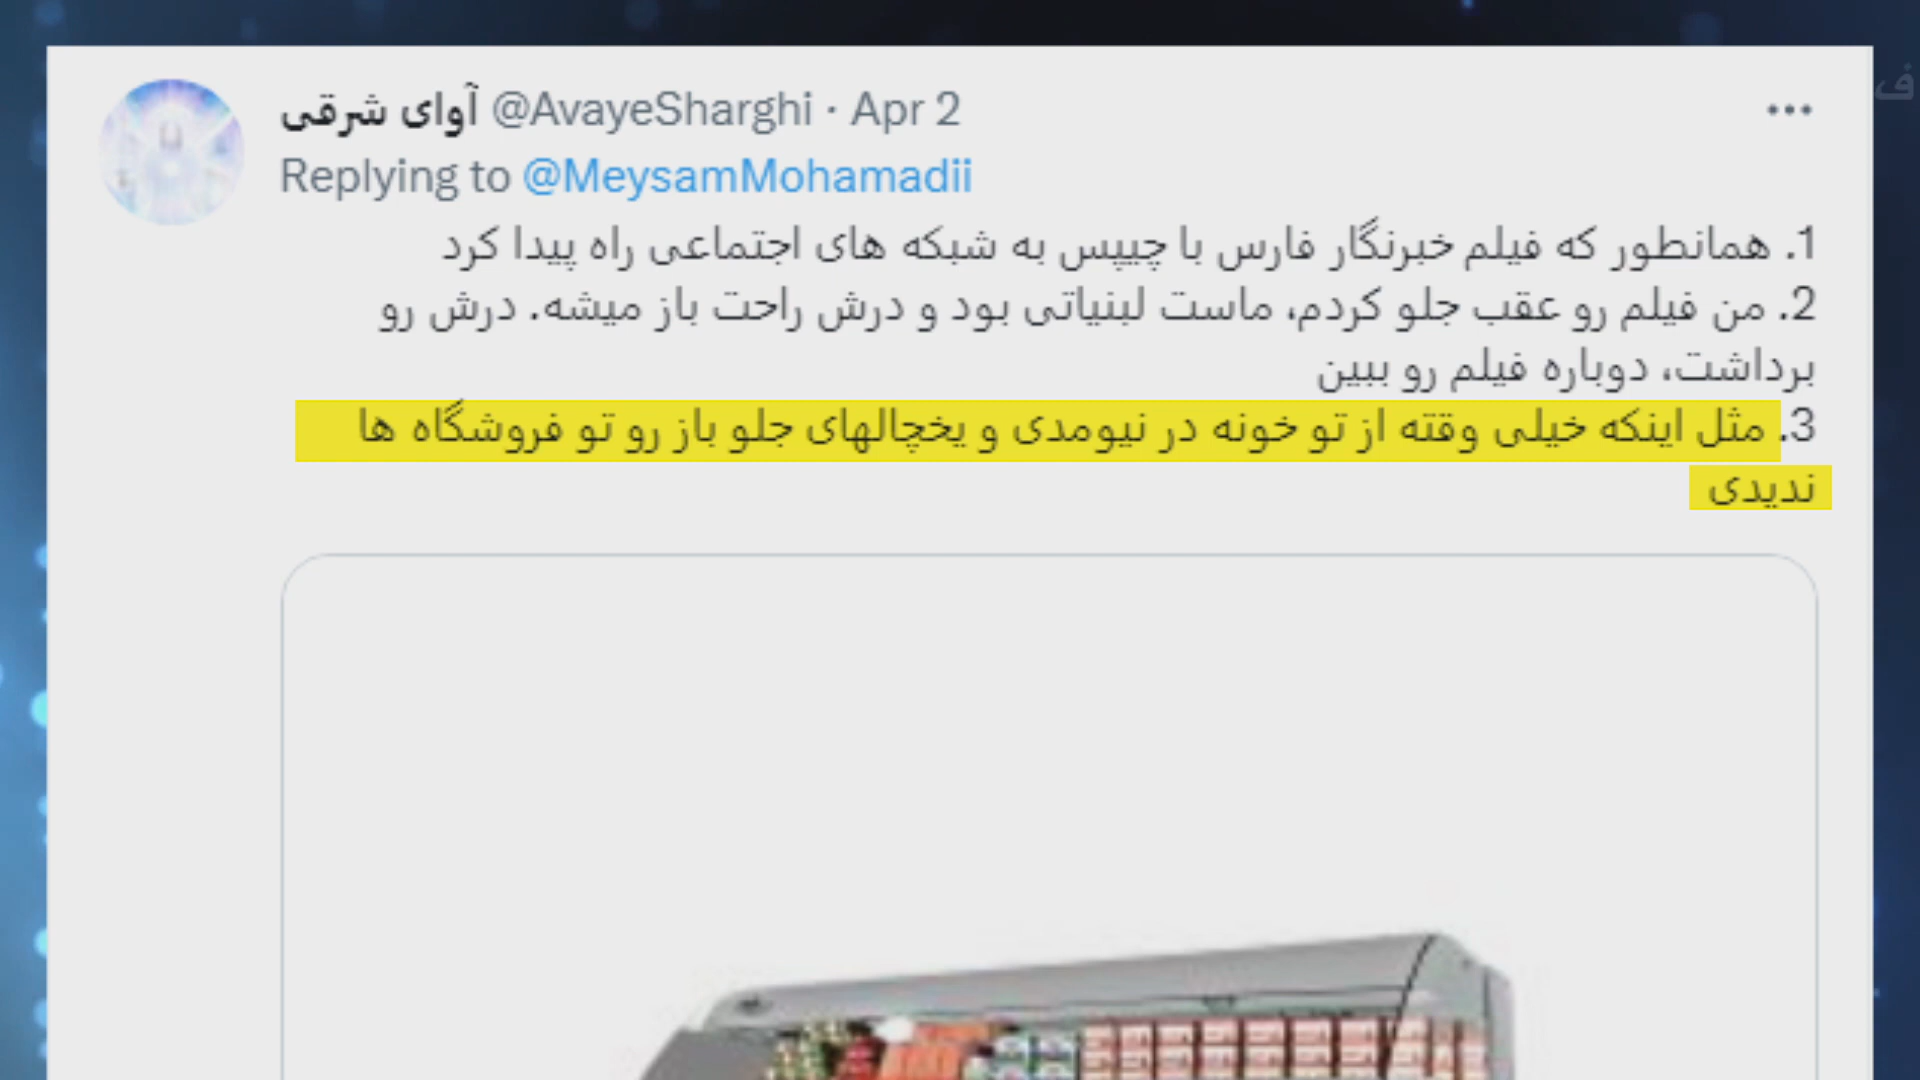 آوای شرقی @AvayeSharghi · Apr 2
Replying to @MeysamMohamadii
1. همانطور که فیلم خبرنگار فارس با چیپس به شبکه های اجتماعی راه پیدا کرد
2. من فیلم رو عقب جلو کردم، ماست لبنیاتی بود و درش راحت باز میشه. درش رو
برداشت، دوباره فیلم رو ببین
3. مثل اینکه خیلی وقته از تو خونه در نیومدی و یخچالهای جلو باز رو تو فروشگاه ها
ندیدی